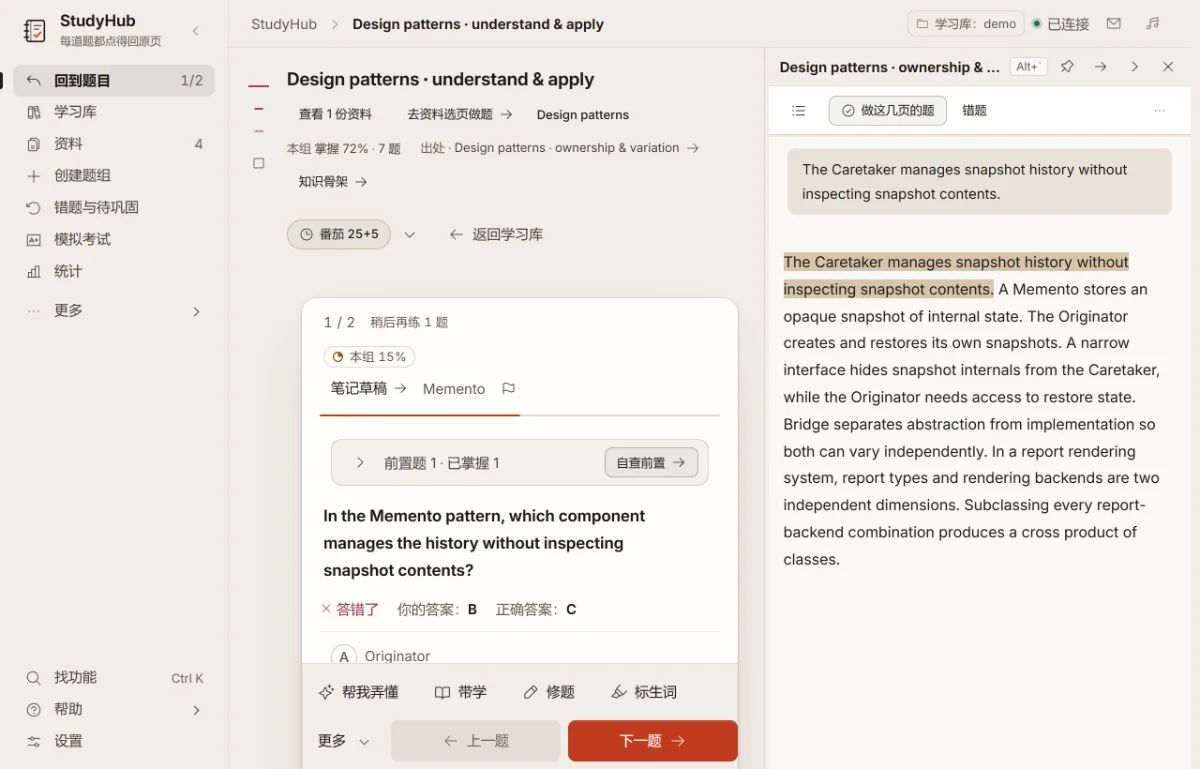 StudyHub
每道题都点得回原页
回到题目 1/2
学习库
资料 4
创建题组
错题与待巩固
模拟考试
统计
更多
找功能 Ctrl K
帮助
设置
StudyHub > Design patterns · understand & apply
学习库: demo 已连接
Design patterns · understand & apply
查看 1 份资料 去资料选页做题 → Design patterns
本组 掌握 72% · 7 题 出处 · Design patterns · ownership & variation →
知识骨架 →
番茄 25+5 ← 返回学习库
1 / 2 稍后再练 1 题
本组 15%
笔记草稿 → Memento
前置题 1 · 已掌握 1 自查前置 →
In the Memento pattern, which component
manages the history without inspecting
snapshot contents?
× 答错了 你的答案: B 正确答案: C
A Originator
帮我弄懂 带学 修题 标生词
更多 ← 上一题 下一题 →
Design patterns · ownership & ... Alt+`
做这几页的题 错题 ...
The Caretaker manages snapshot history without
inspecting snapshot contents.
The Caretaker manages snapshot history without
inspecting snapshot contents. A Memento stores an
opaque snapshot of internal state. The Originator
creates and restores its own snapshots. A narrow
interface hides snapshot internals from the Caretaker,
while the Originator needs access to restore state.
Bridge separates abstraction from implementation so
both can vary independently. In a report rendering
system, report types and rendering backends are two
independent dimensions. Subclassing every report-
backend combination produces a cross product of
classes.